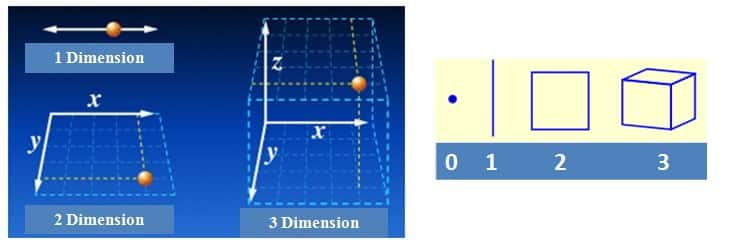 1 Dimension
x
y
2 Dimension
z
x
y
3 Dimension
0 1 2 3